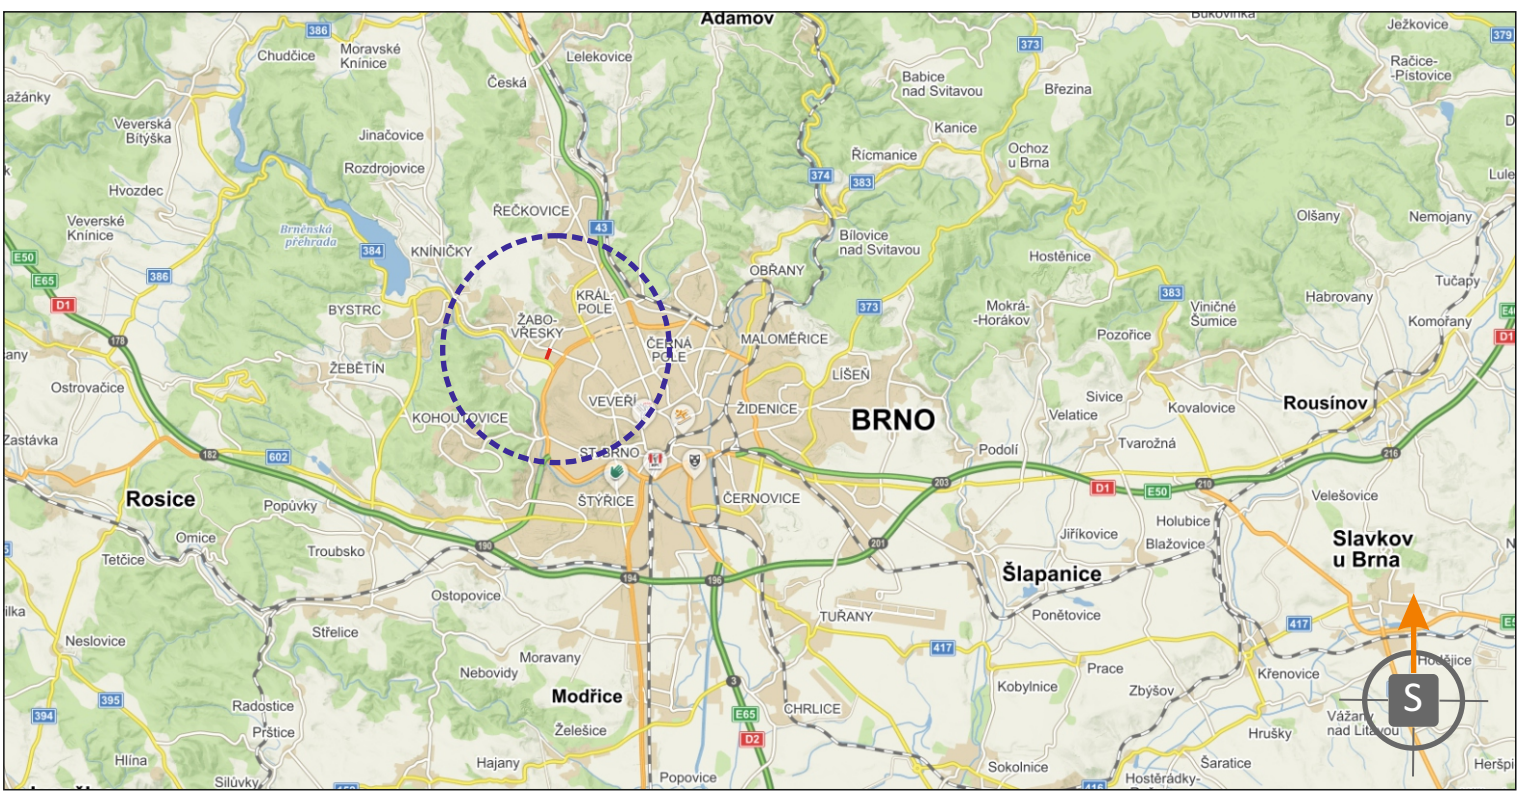 Adamov
Bukovinka
Ježkovice
386
Moravské
Knínice
Chudčice
Lelekovice
373
379
Česká
Babice
nad Svitavou
Březina
Račice-
-Pístovice
Lažánky
Veverská
Bítýška
Jinačovice
Kanice
Ochoz
u Brna
Řícmanice
Rozdrojovice
374
383
Hvozdec
Lule
ŘEČKOVICE
43
Olšany
Nemojany
Veverské
Knínice
Brněnská
přehrada
384
KNÍNIČKY
Bílovice
nad Svitavou
Hostěnice
E50
E65
D1
386
OBŘANY
Tučapy
383
BYSTRC
KRÁL.
POLE
373
Mokrá-
-Horákov
Viničné
Šumice
Habrovany
ŽABO-
VŘESKY
Komořany
Pozořice
D1
178
ČERNÁ
POLE
MALOMĚŘICE
any
ŽEBĚTÍN
LÍŠEŇ
Ostrovačice
VEVEŘÍ
ŽIDENICE
BRNO
Sivice
Velatice
Kovalovice
Rousínov
KOHOUTOVICE
Zastávka
182
602
ST. BRNO
Podolí
Tvarožná
216
203
D1
E50
210
Rosice
Popůvky
ŠTÝŘICE
ČERNOVICE
Velešovice
Holubice
Omice
Tetčice
Troubsko
190
201
Jiříkovice
Blažovice
Slavkov
u Brna
194
196
Šlapanice
Ostopovice
TUŘANY
Ponětovice
417
Střelice
Neslovice
417
Moravany
Nebovidy
Hodějice
Prace
Křenovice
Kobylnice
Zbýšov
3
Modřice
S
395
394
Radostice
E65
D2
CHRLICE
Vážany
nad Litavou
Prštice
Želešice
Hrušky
Hlína
Hajany
Šaratice
Silůvky
Popovice
Sokolnice
Hostěrádky-
Heršpi
416